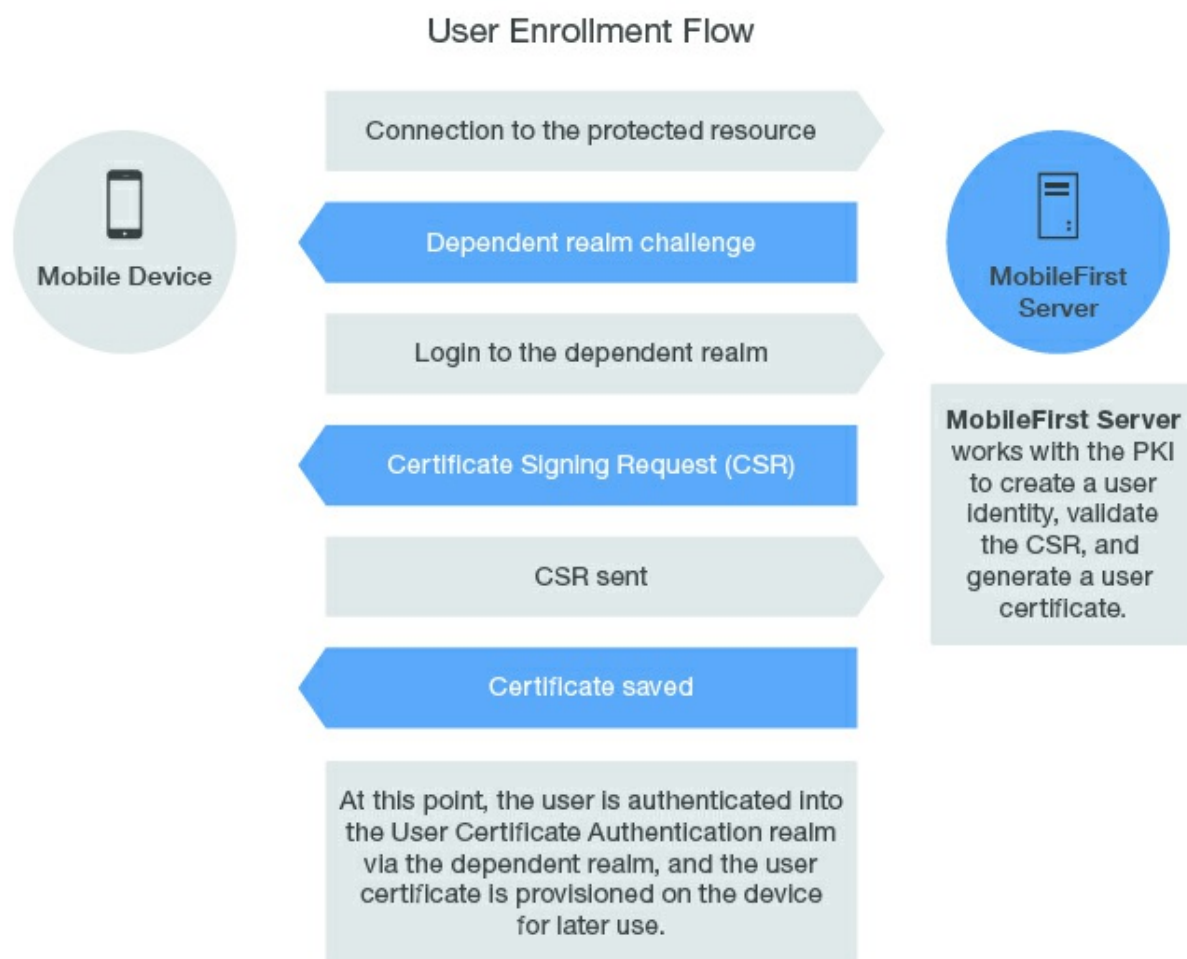 User Enrollment Flow
Connection to the protected resource
Mobile Device
Dependent realm challenge
MobileFirst
Server
Login to the dependent realm
Certificate Signing Request (CSR)
MobileFirst Server
works with the PKI
to create a user
identity, validate
the CSR, and
generate a user
certificate.
CSR sent
Certificate saved
At this point, the user is authenticated into
the User Certificate Authentication realm
via the dependent realm, and the user
certificate is provisioned on the device
for later use.